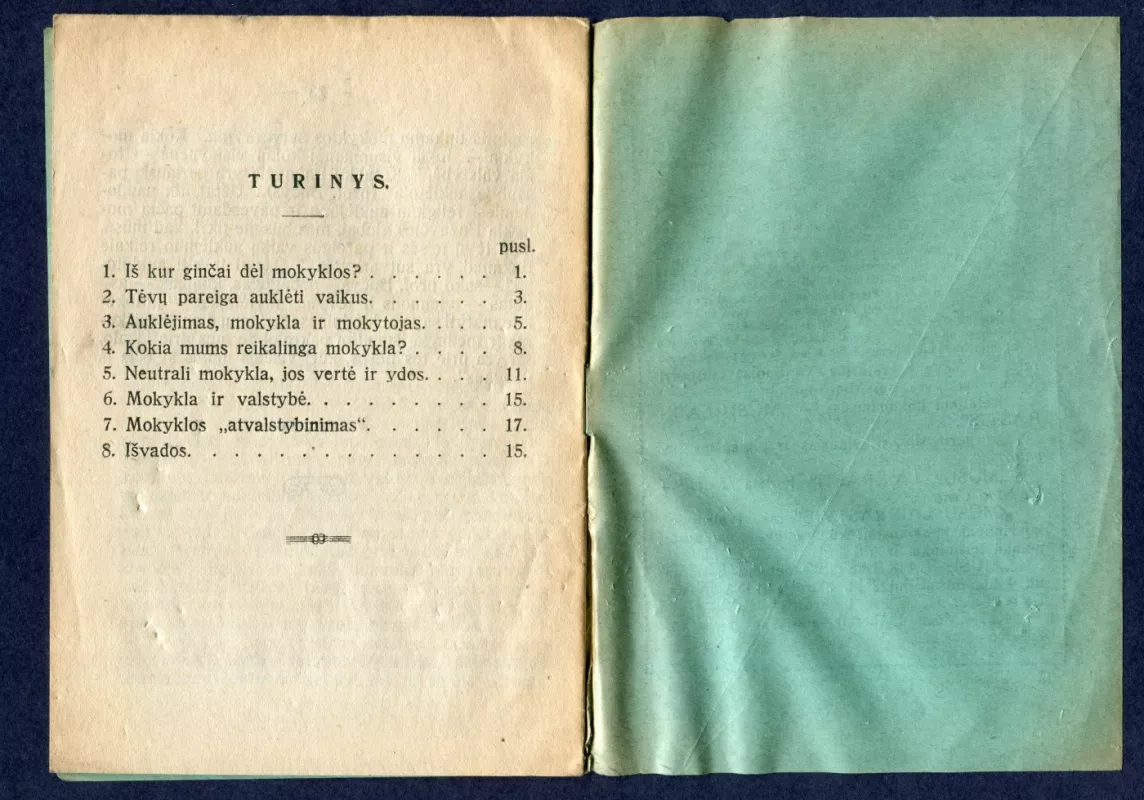 TURINYS.
pusl.
1. Iš kur ginčai dėl mokyklos? . . . . . . 1.
2. Tėvų pareiga auklėti vaikus. . . . . . 3.
3. Auklėjimas, mokykla ir mokytojas. . . . 5.
4. Kokia mums reikalinga mokykla? . . . . 8.
5. Neutrali mokykla, jos vertė ir ydos. . . . 11.
6. Mokykla ir valstybė. . . . . . . . . 15.
7. Mokyklos „atvalstybinimas“. . . . . . 17.
8. Išvados. . . . . . . . . . . . . 15.